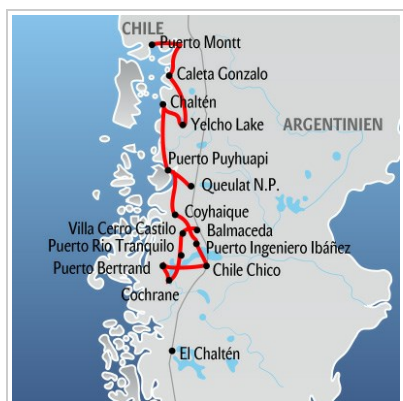 CHILE
Puerto Montt
Caleta Gonzalo
Chaltén
Yelcho Lake
ARGENTINIEN
Puerto Puyhuapi
Queulat N.P.
Coyhaique
Villa Cerro Castilo
Balmaceda
Puerto Rio Tranquilo
Puerto Ingeniero Ibáñez
Puerto Bertrand
Chile Chico
Cochrane
El Chaltén